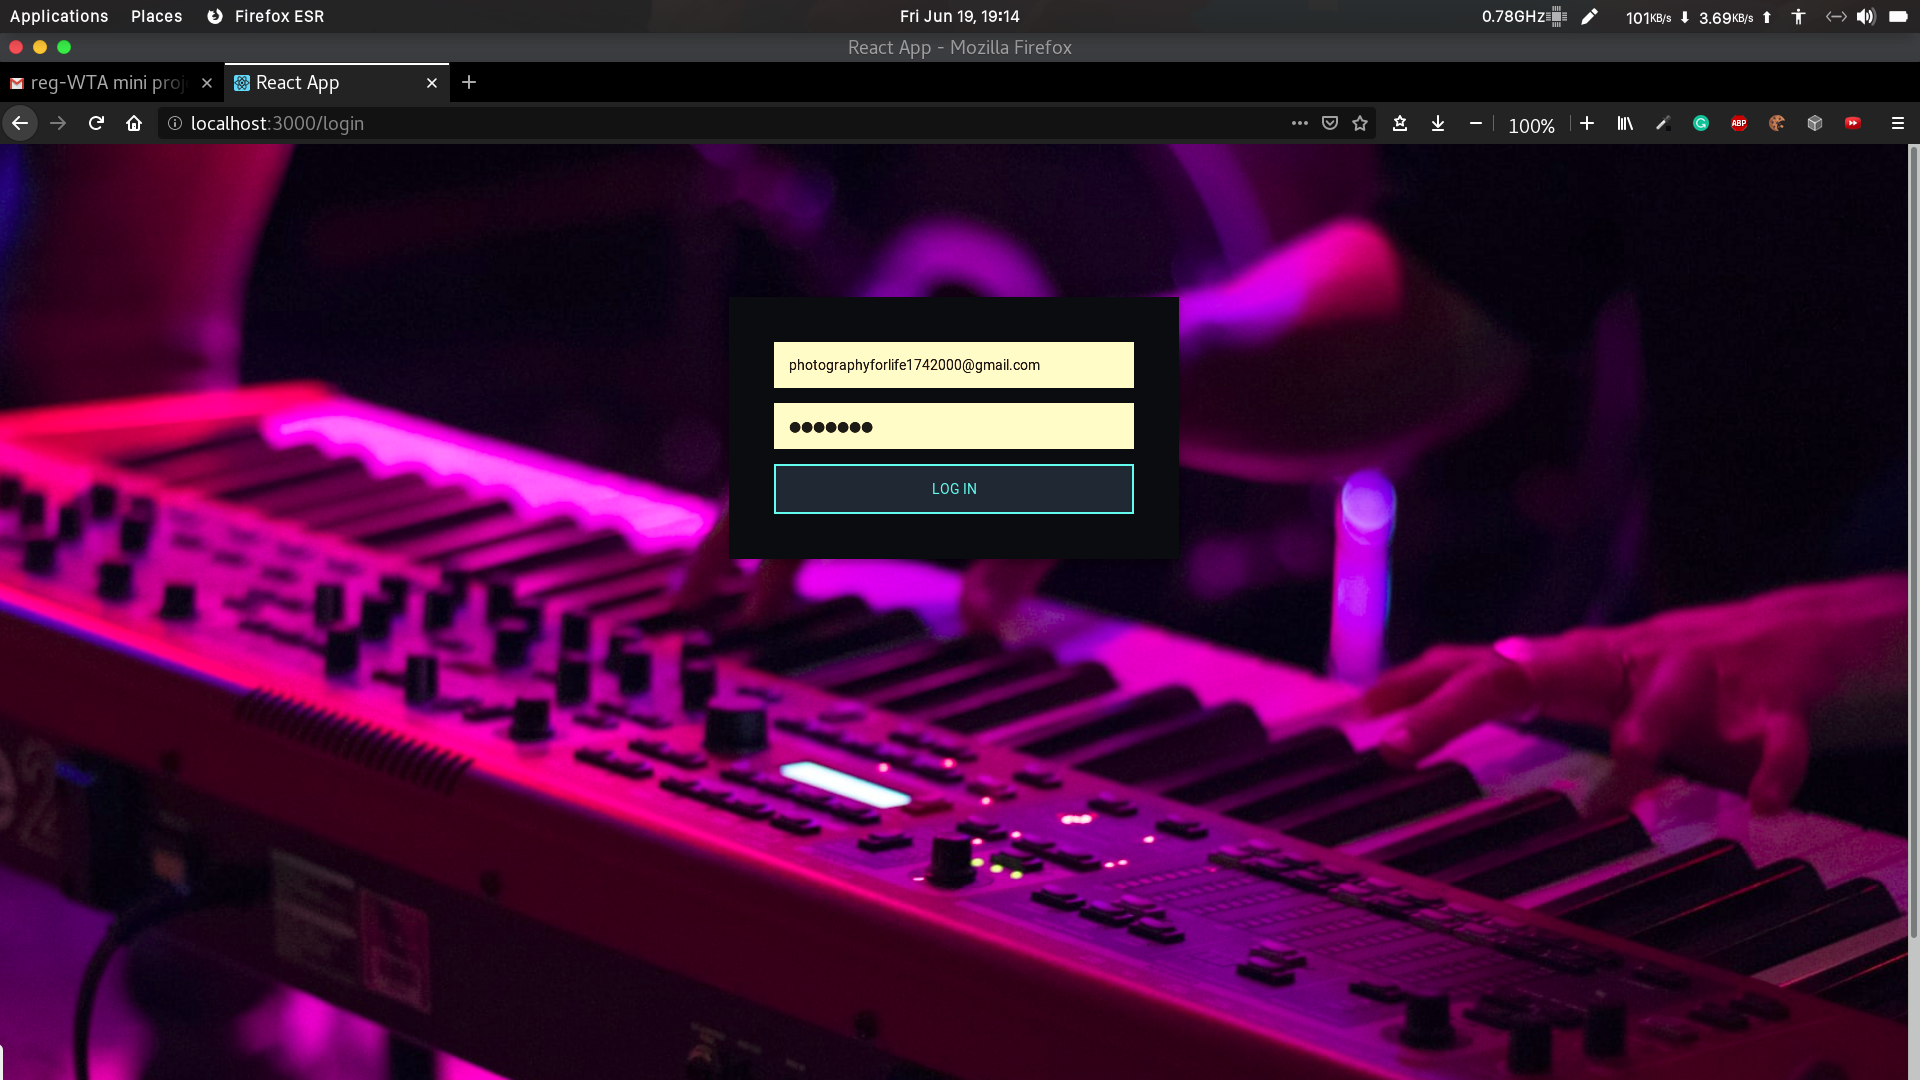 Applications Places Firefox ESR Fri Jun 19, 19:14 0.78GHz 101KB/s 3.69KB/s
React App - Mozilla Firefox
reg-WTA mini proj React App
localhost:3000/login 100% ABP
photographyforlife1742000@gmail.com
●●●●●●●
LOG IN